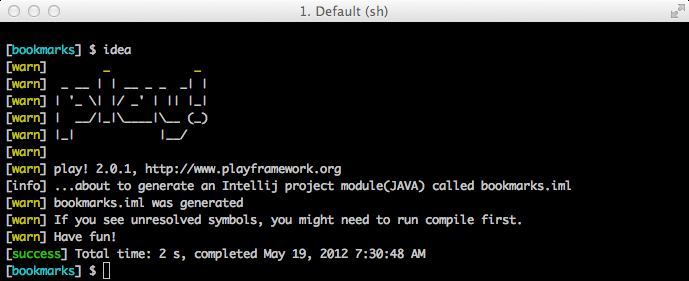 1. Default (sh)
[bookmarks] $ idea
[warn]        _            _
[warn]  _ __ | | __ _ _  _| |
[warn] | '_ \| |/ _' | || |_|
[warn] |  __/|_|\____|\__ (_)
[warn] |_|            |__/
[warn]
[warn] play! 2.0.1, http://www.playframework.org
[info] ...about to generate an Intellij project module(JAVA) called bookmarks.iml
[warn] bookmarks.iml was generated
[warn] If you see unresolved symbols, you might need to run compile first.
[warn] Have fun!
[success] Total time: 2 s, completed May 19, 2012 7:30:48 AM
[bookmarks] $